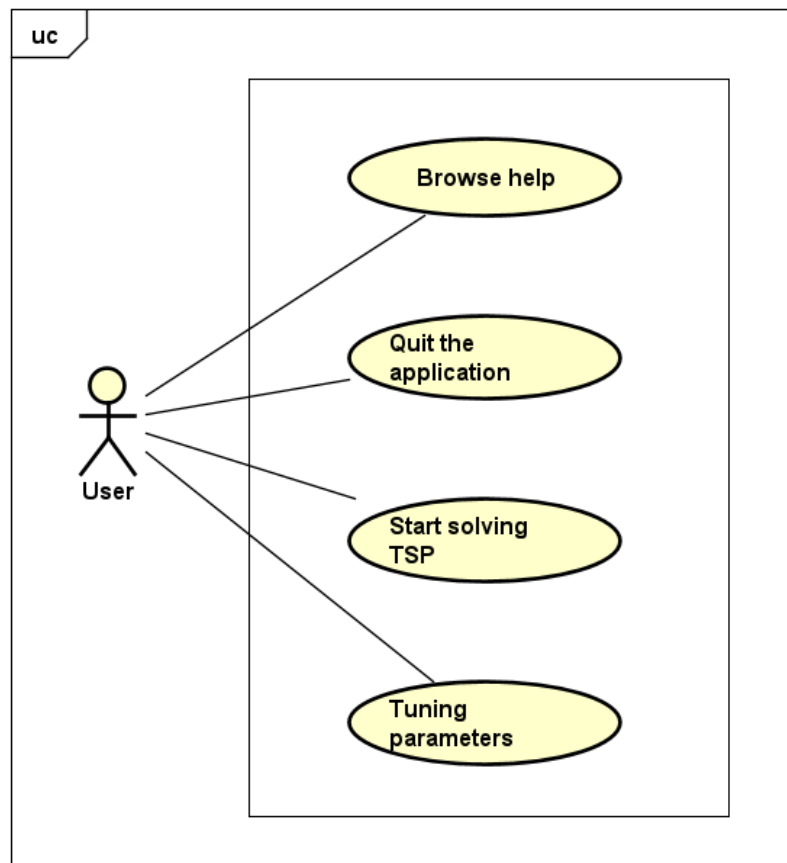 uc
Browse help
Quit the
application
User
Start solving
TSP
Tuning
parameters